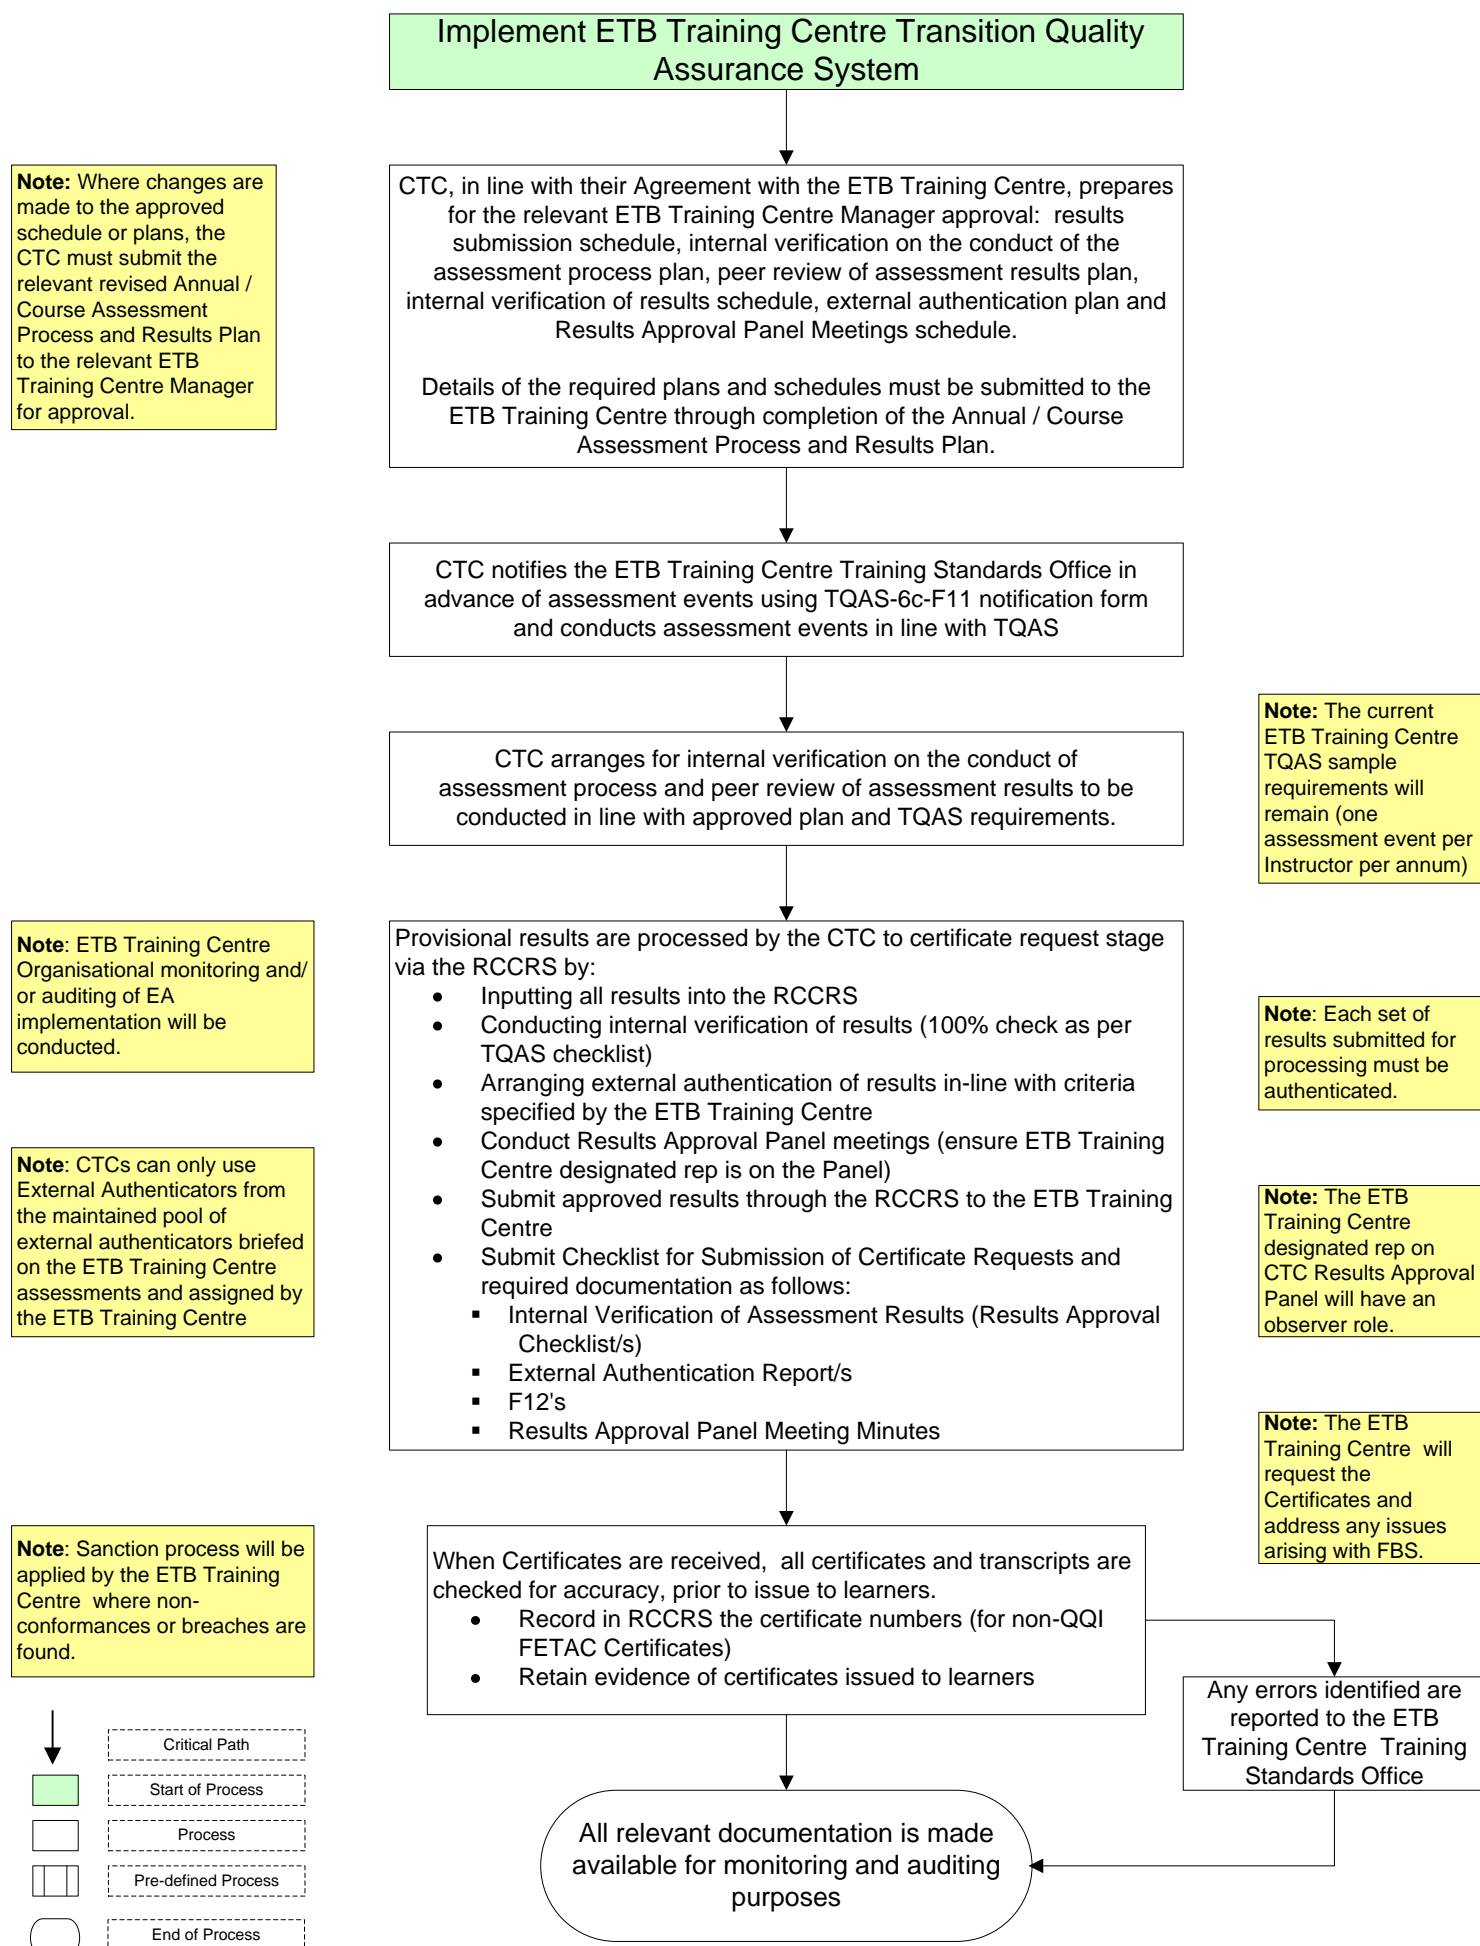 Implement ETB Training Centre Transition Quality
Assurance System
Note: Where changes are
made to the approved
schedule or plans, the
CTC must submit the
relevant revised Annual /
Course Assessment
Process and Results Plan
to the relevant ETB
Training Centre Manager
for approval.
CTC, in line with their Agreement with the ETB Training Centre, prepares
for the relevant ETB Training Centre Manager approval:  results
submission schedule, internal verification on the conduct of the
assessment process plan, peer review of assessment results plan,
internal verification of results schedule, external authentication plan and
Results Approval Panel Meetings schedule.
Details of the required plans and schedules must be submitted to the
ETB Training Centre through completion of the Annual / Course
Assessment Process and Results Plan.
CTC notifies the ETB Training Centre Training Standards Office in
advance of assessment events using TQAS-6c-F11 notification form
and conducts assessment events in line with TQAS
Note: The current
ETB Training Centre
TQAS sample
requirements will
remain (one
assessment event per
Instructor per annum)
CTC arranges for internal verification on the conduct of
assessment process and peer review of assessment results to be
conducted in line with approved plan and TQAS requirements.
Note: ETB Training Centre
Organisational monitoring and/
or auditing of EA
implementation will be
conducted.
Provisional results are processed by the CTC to certificate request stage
via the RCCRS by:
● Inputting all results into the RCCRS
● Conducting internal verification of results (100% check as per
TQAS checklist)
● Arranging external authentication of results in-line with criteria
specified by the ETB Training Centre
● Conduct Results Approval Panel meetings (ensure ETB Training
Centre designated rep is on the Panel)
● Submit approved results through the RCCRS to the ETB Training
Centre
● Submit Checklist for Submission of Certificate Requests and
required documentation as follows:
▪ Internal Verification of Assessment Results (Results Approval
Checklist/s)
▪ External Authentication Report/s
▪ F12's
▪ Results Approval Panel Meeting Minutes
Note: Each set of
results submitted for
processing must be
authenticated.
Note: CTCs can only use
External Authenticators from
the maintained pool of
external authenticators briefed
on the ETB Training Centre
assessments and assigned by
the ETB Training Centre
Note: The ETB
Training Centre
designated rep on
CTC Results Approval
Panel will have an
observer role.
Note: The ETB
Training Centre  will
request the
Certificates and
address any issues
arising with FBS.
Note: Sanction process will be
applied by the ETB Training
Centre  where non-
conformances or breaches are
found.
When Certificates are received,  all certificates and transcripts are
checked for accuracy, prior to issue to learners.
● Record in RCCRS the certificate numbers (for non-QQI
FETAC Certificates)
● Retain evidence of certificates issued to learners
Any errors identified are
reported to the ETB
Training Centre  Training
Standards Office
Critical Path
Start of Process
Process
Pre-defined Process
End of Process
All relevant documentation is made
available for monitoring and auditing
purposes